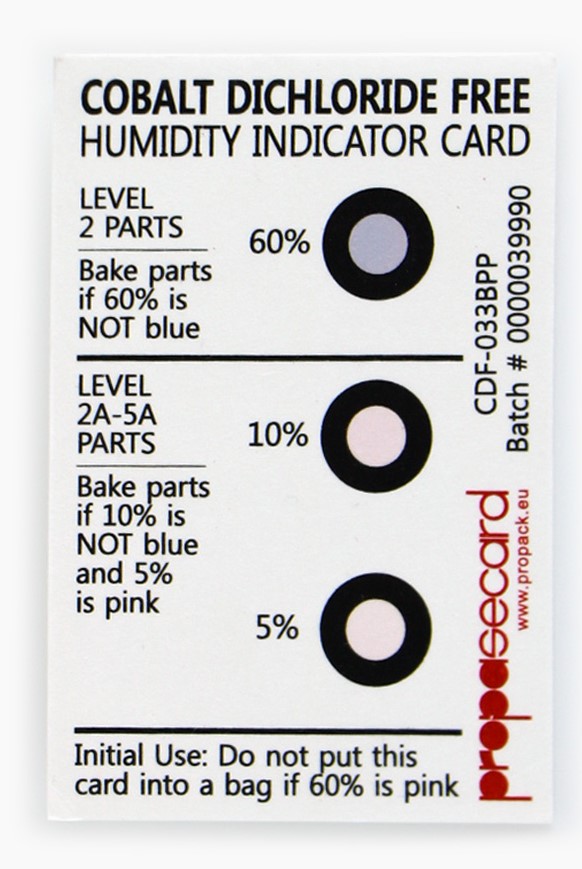 COBALT DICHLORIDE FREE
HUMIDITY INDICATOR CARD
LEVEL
2 PARTS
60%
Bake parts
if 60% is
NOT blue
LEVEL
2A-5A
PARTS
10%
Bake parts
if 10% is
NOT blue
and 5%
is pink
5%
Initial Use: Do not put this
card into a bag if 60% is pink
CDF-033BPP
Batch # 0000039990
propasecard
www.propack.eu